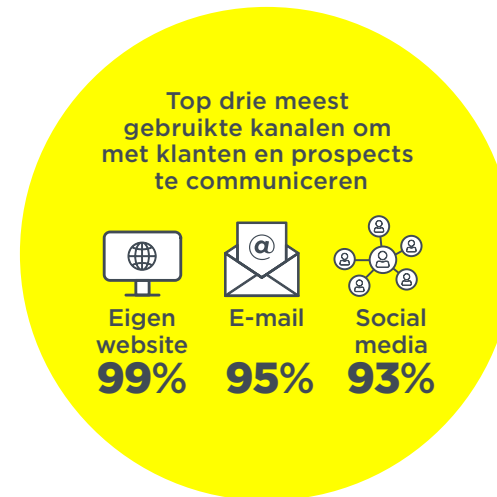 Top drie meest
gebruikte kanalen om
met klanten en prospects
te communiceren
@
Eigen
website
99%
E-mail
95%
Social
media
93%